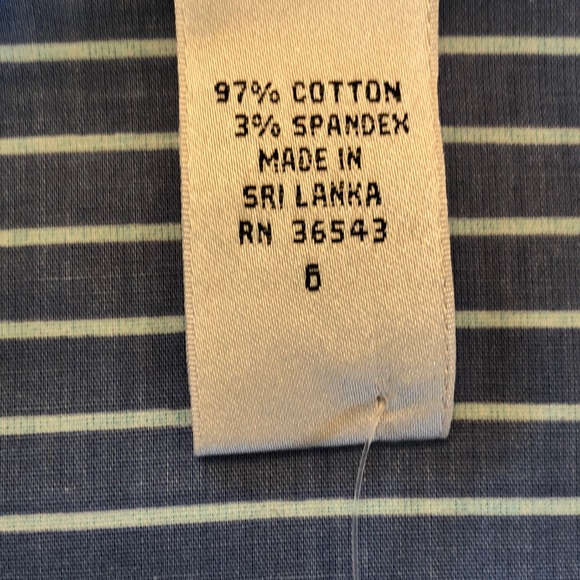 97% COTTON
3% SPANDEX
MADE IN
SRI LANKA
RN 36543
6